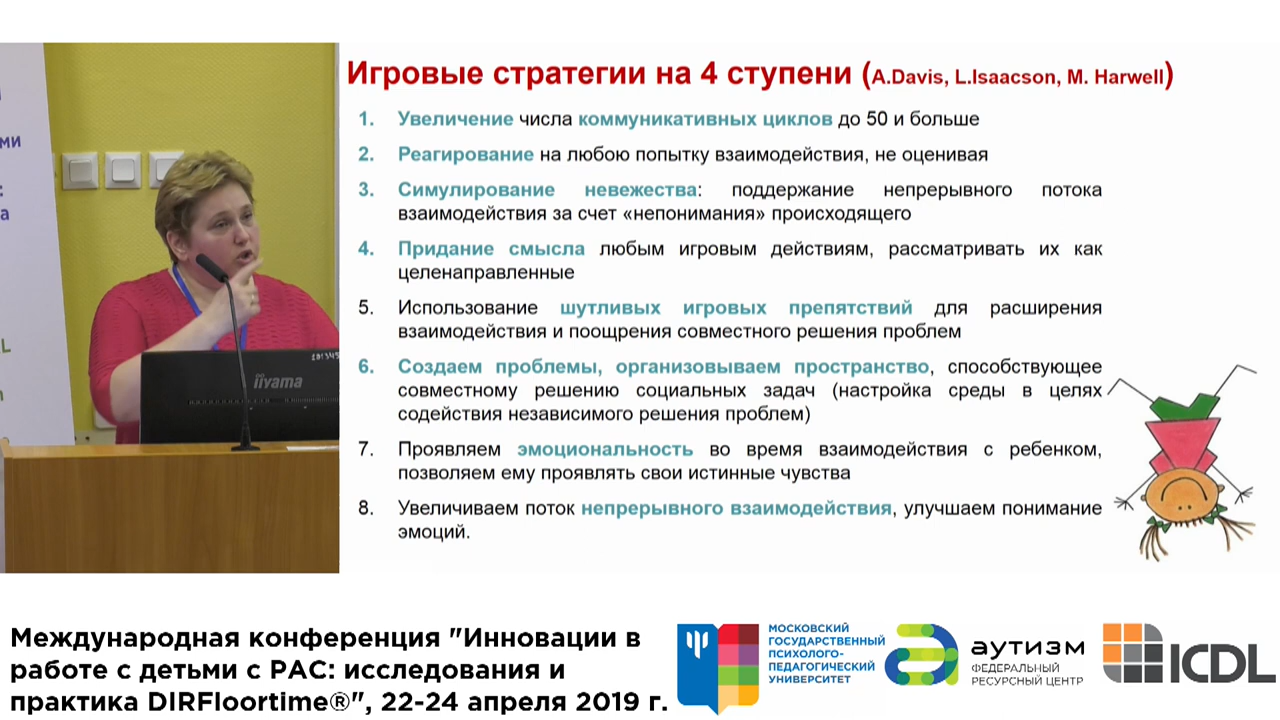 Игровые стратегии на 4 ступени (A.Davis, L.Isaacson, M. Harwell)
1. Увеличение числа коммуникативных циклов до 50 и больше
2. Реагирование на любою попытку взаимодействия, не оценивая
3. Симулирование невежества: поддержание непрерывного потока
взаимодействия за счет «непонимания» происходящего
4. Придание смысла любым игровым действиям, рассматривать их как
целенаправленные
5. Использование шутливых игровых препятствий для расширения
взаимодействия и поощрения совместного решения проблем
6. Создаем проблемы, организовываем пространство, способствующее
совместному решению социальных задач (настройка среды в целях
содействия независимого решения проблем)
7. Проявляем эмоциональность во время взаимодействия с ребенком,
позволяем ему проявлять свои истинные чувства
8. Увеличиваем поток непрерывного взаимодействия, улучшаем понимание
эмоций.
ми
а
L
iiyama
Международная конференция "Инновации в
работе с детьми с РАС: исследования и
практика DIRFloortime®", 22-24 апреля 2019 г.
МОСКОВСКИЙ
ГОСУДАРСТВЕННЫЙ
ПСИХОЛОГО-
ПЕДАГОГИЧЕСКИЙ
УНИВЕРСИТЕТ
аутизм
ФЕДЕРАЛЬНЫЙ
РЕСУРСНЫЙ ЦЕНТР
ICDL